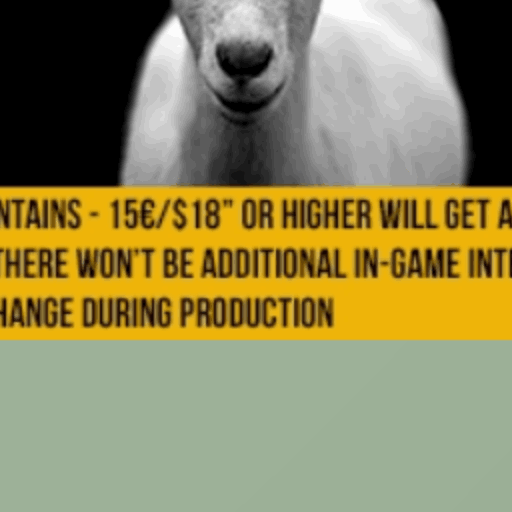 NTAINS - 15€/$18" OR HIGHER WILL GET A
THERE WON'T BE ADDITIONAL IN-GAME INT
HANGE DURING PRODUCTION